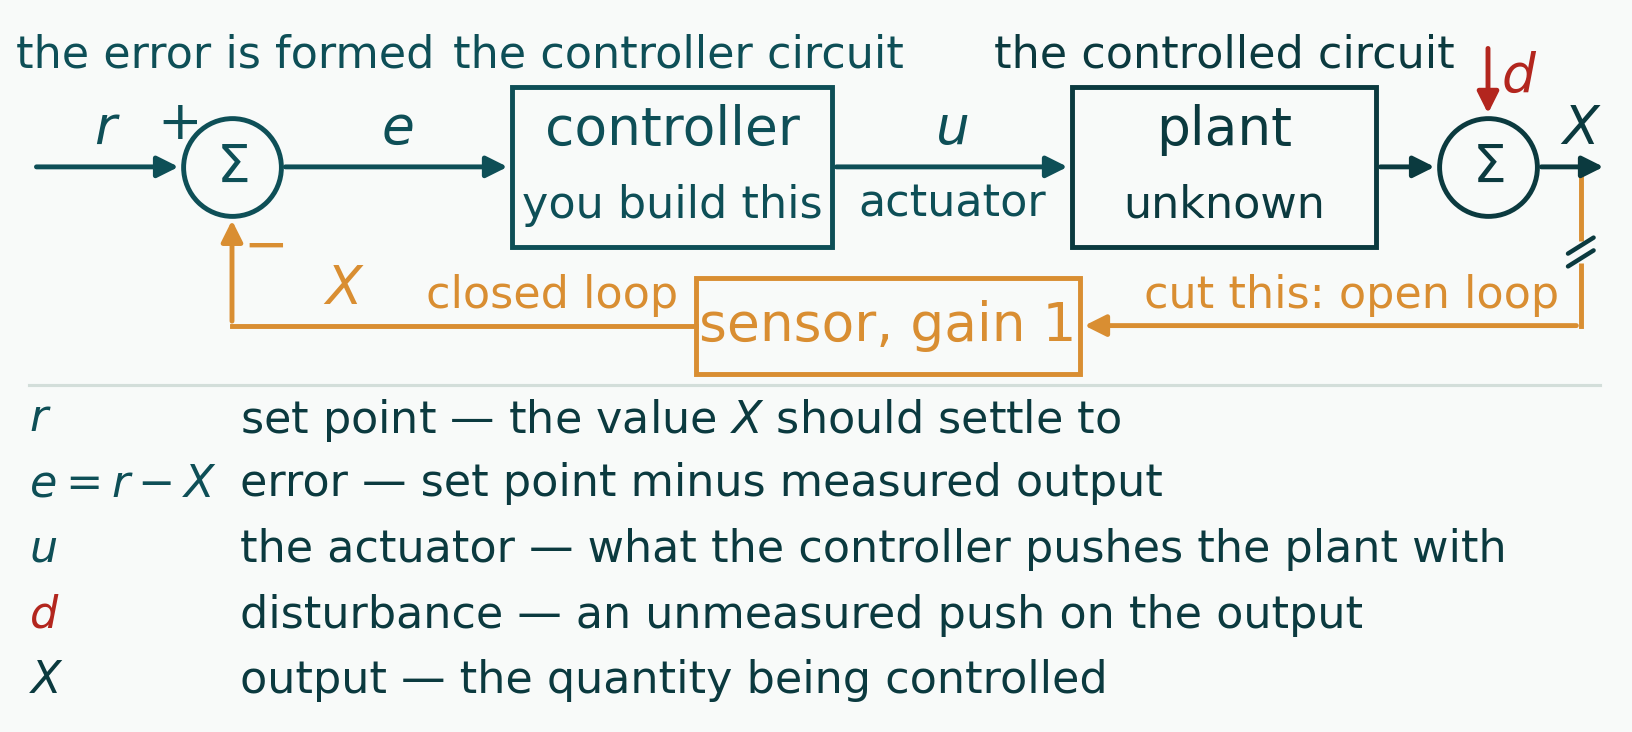 the error is formed the controller circuit the controlled circuit
d
r + e controller u plant X
Σ Σ
you build this actuator unknown
−
X closed loop cut this: open loop
sensor, gain 1
r set point — the value X should settle to
e = r − X error — set point minus measured output
u the actuator — what the controller pushes the plant with
d disturbance — an unmeasured push on the output
X output — the quantity being controlled